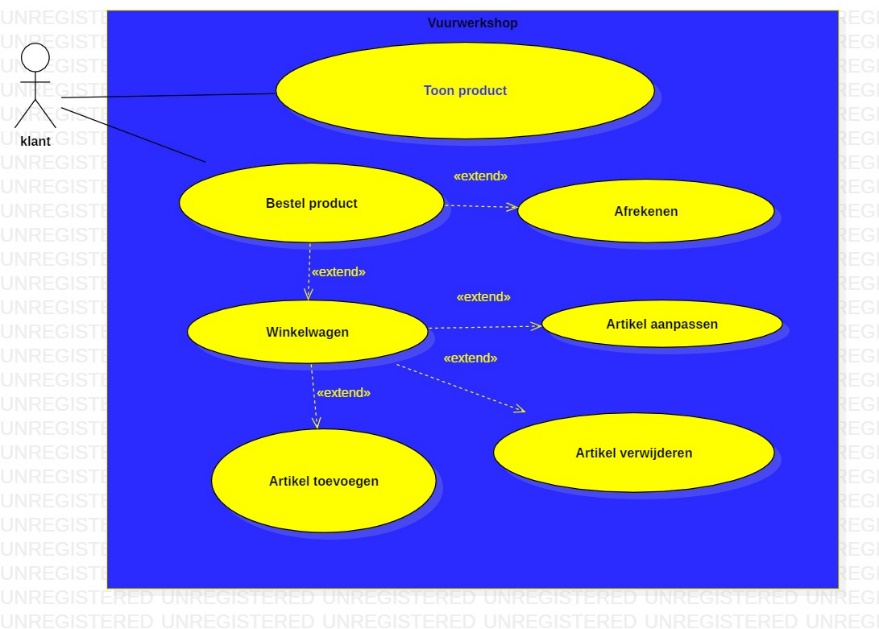 Vuurwerkshop
klant
Toon product
Bestel product
«extend»
Afrekenen
«extend»
Winkelwagen
«extend»
Artikel aanpassen
«extend»
«extend»
Artikel toevoegen
Artikel verwijderen
UNREGISTERED UNREGISTERED UNREGISTERED UNREGISTERED UNREGISTERED UNREG